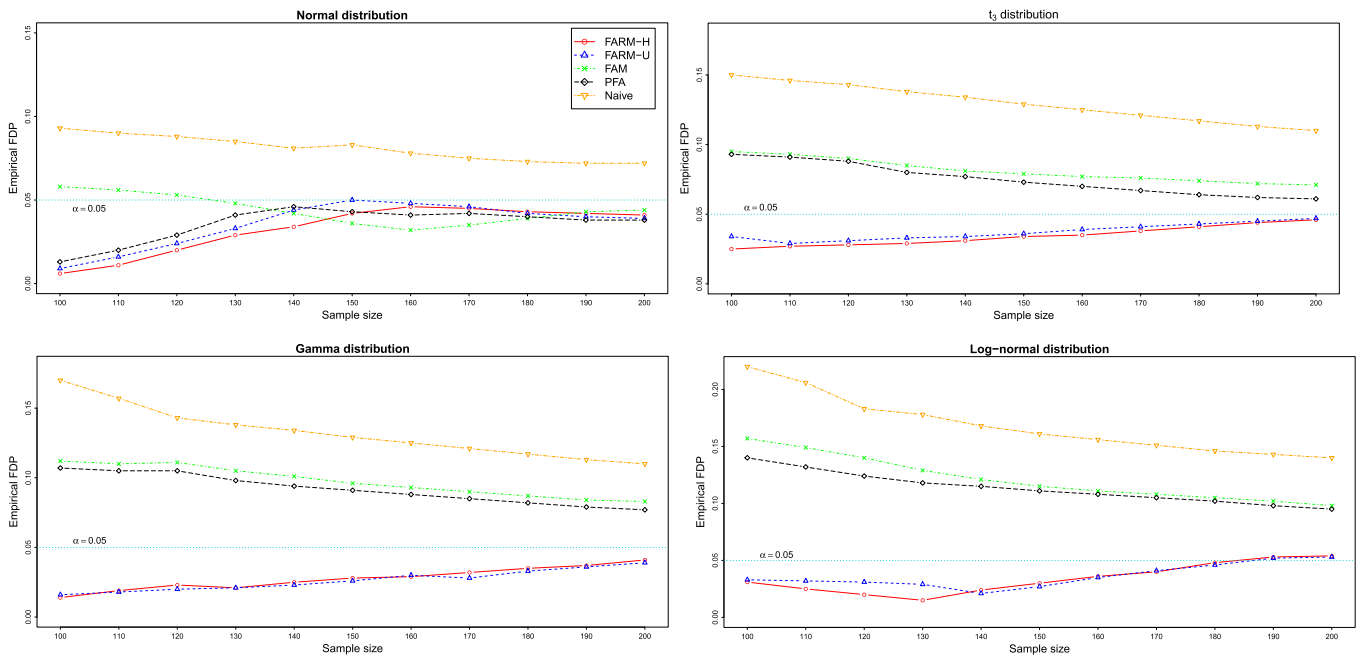 Normal distribution
Empirical FDP
0.00 0.05 0.10 0.15
α = 0.05
FARM−H
FARM−U
FAM
PFA
Naive
100 110 120 130 140 150 160 170 180 190 200
Sample size
t3 distribution
Empirical FDP
0.00 0.05 0.10 0.15
α = 0.05
100 110 120 130 140 150 160 170 180 190 200
Sample size
Gamma distribution
Empirical FDP
0.00 0.05 0.10 0.15
α = 0.05
100 110 120 130 140 150 160 170 180 190 200
Sample size
Log−normal distribution
Empirical FDP
0.00 0.05 0.10 0.15 0.20
α = 0.05
100 110 120 130 140 150 160 170 180 190 200
Sample size